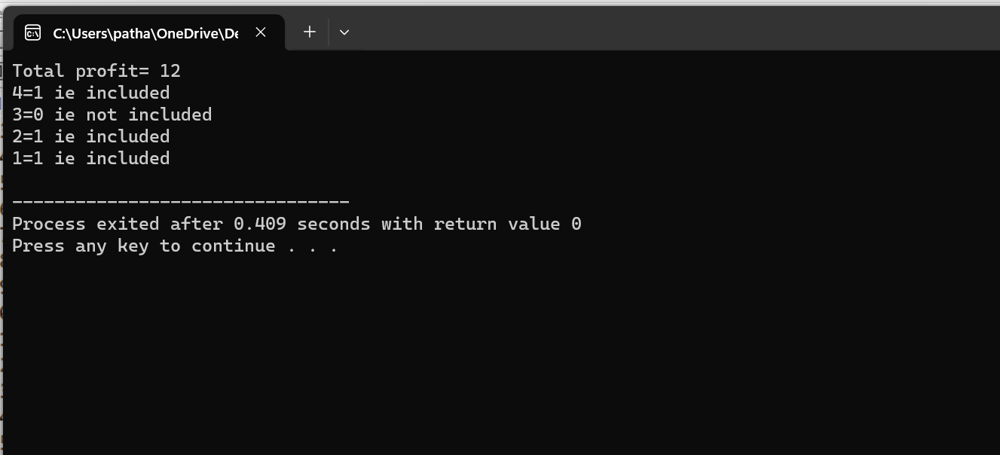 C:\Users\patha\OneDrive\De
Total profit= 12
4=1 ie included
3=0 ie not included
2=1 ie included
1=1 ie included
--------------------------------
Process exited after 0.409 seconds with return value 0
Press any key to continue . . .